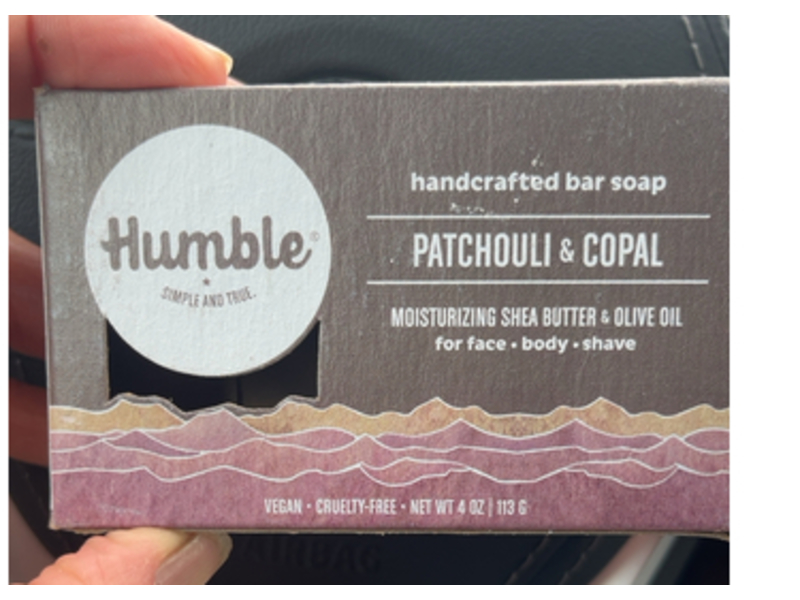 Humble®
SIMPLE AND TRUE.
handcrafted bar soap
PATCHOULI & COPAL
MOISTURIZING SHEA BUTTER & OLIVE OIL
for face • body • shave
VEGAN • CRUELTY-FREE • NET WT 4 OZ | 113 G
AIRBAG